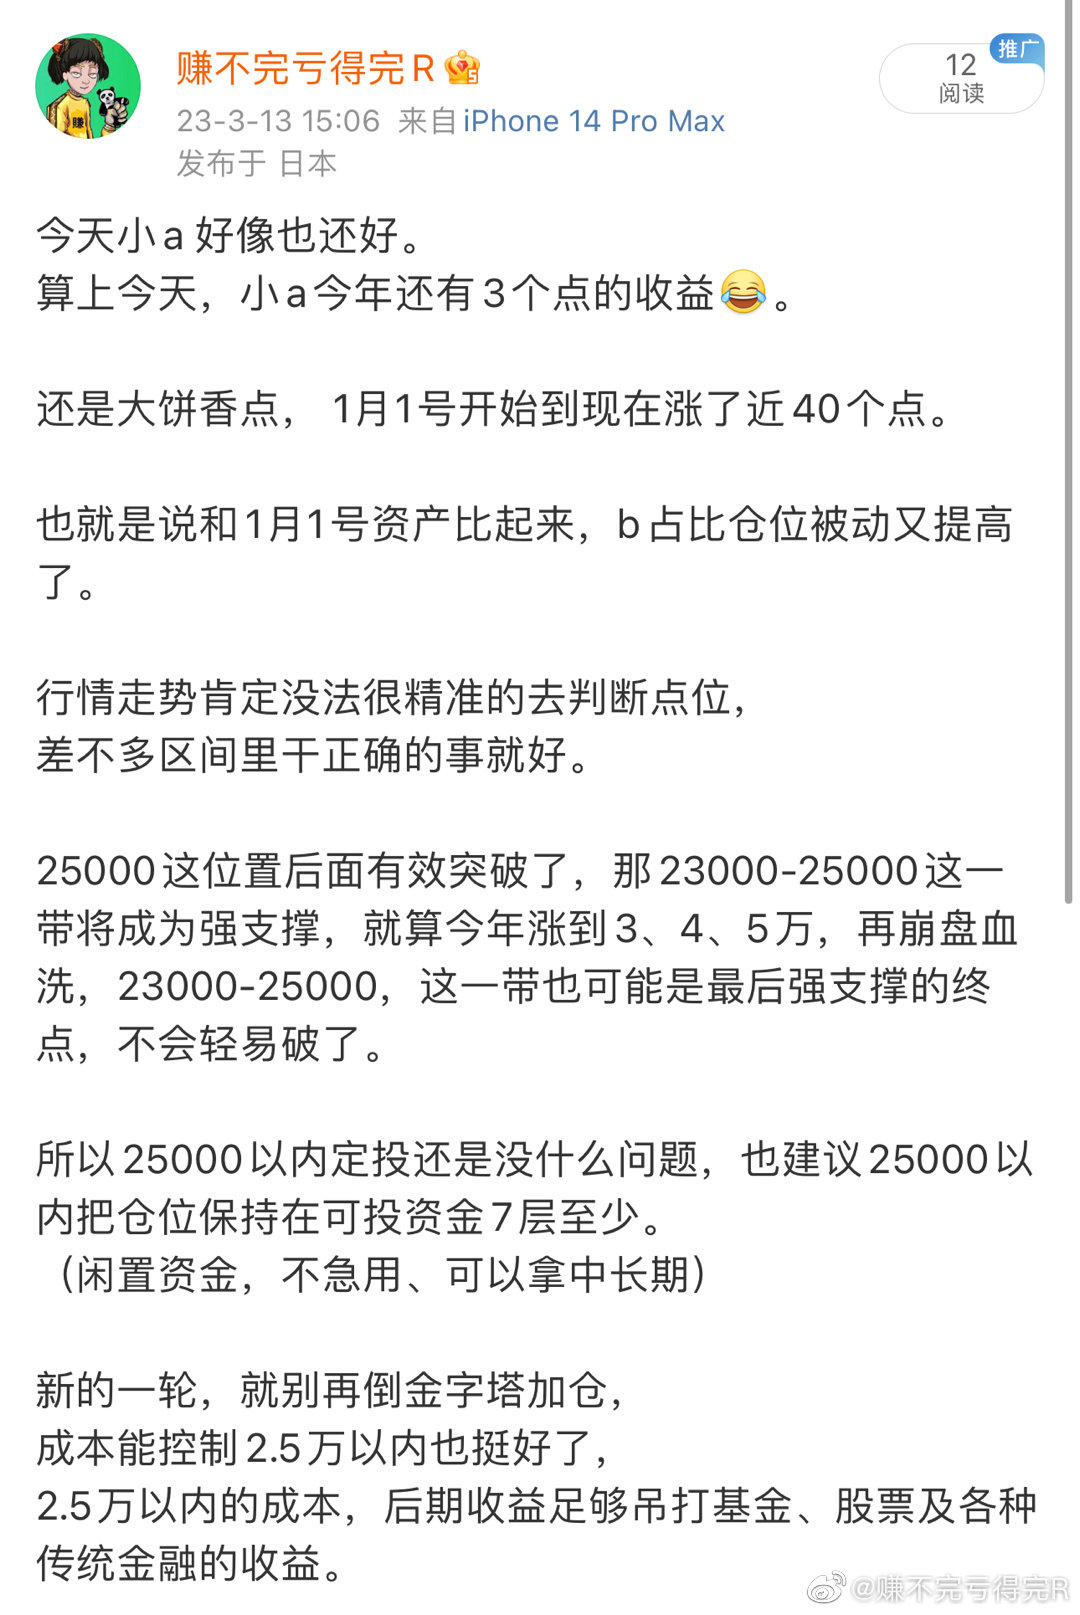 赚不完亏得完R
推广
12
阅读
23-3-13 15:06 来自 iPhone 14 Pro Max
发布于 日本
今天小a好像也还好。
算上今天，小a今年还有3个点的收益😂。
还是大饼香点， 1月1号开始到现在涨了近40个点。
也就是说和1月1号资产比起来，b占比仓位被动又提高
了。
行情走势肯定没法很精准的去判断点位，
差不多区间里干正确的事就好。
25000这位置后面有效突破了，那23000-25000这一
带将成为强支撑，就算今年涨到3、4、5万，再崩盘血
洗，23000-25000，这一带也可能是最后强支撑的终
点，不会轻易破了。
所以25000以内定投还是没什么问题，也建议25000以
内把仓位保持在可投资金7层至少。
（闲置资金，不急用、可以拿中长期）
新的一轮，就别再倒金字塔加仓，
成本能控制2.5万以内也挺好了，
2.5万以内的成本，后期收益足够吊打基金、股票及各种
传统金融的收益。
@赚不完亏得完R
赚